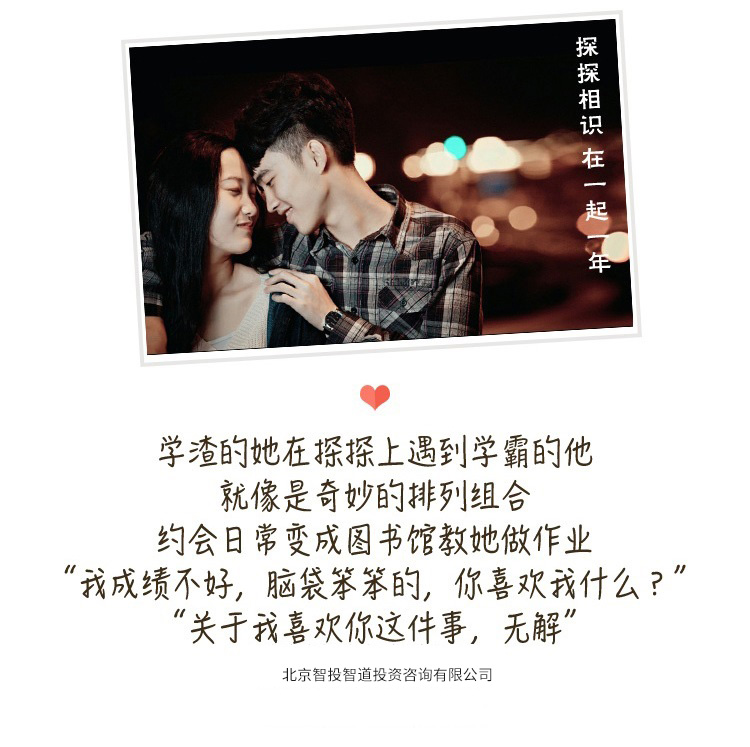 探探相识 在一起一年
学渣的她在探探上遇到学霸的他
就像是奇妙的排列组合
约会日常变成图书馆教她做作业
“我成绩不好，脑袋笨笨的，你喜欢我什么？”
“关于我喜欢你这件事，无解”
北京智投智道投资咨询有限公司